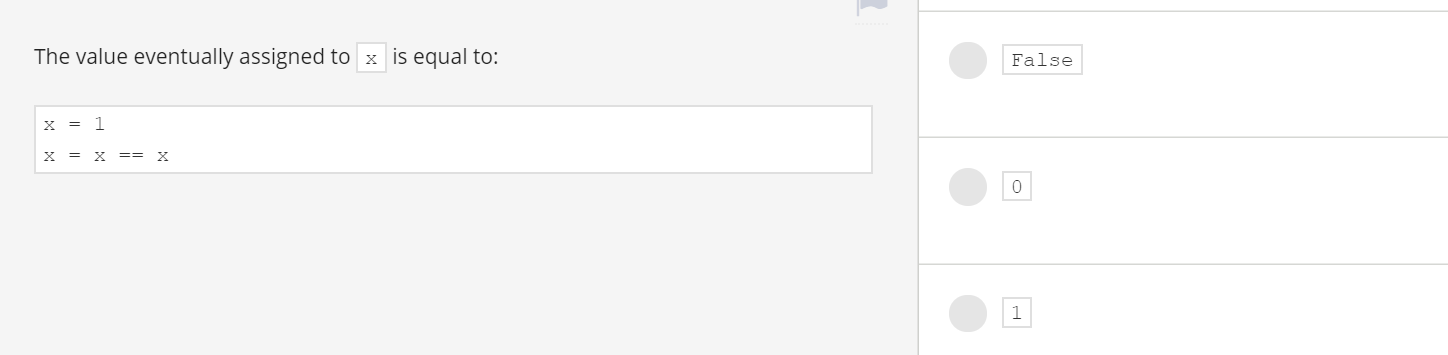 The value eventually assigned to x is equal to:
x = 1
x = x == x
False
0
1